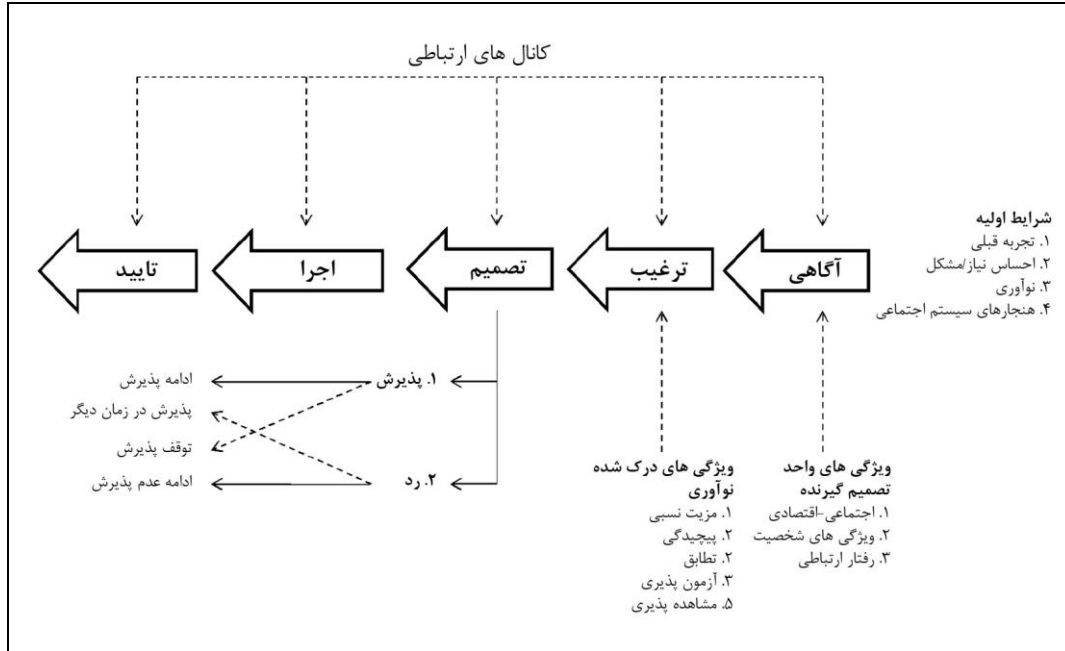 کانال های ارتباطی
شرایط اولیه
۱. تجربه قبلی
۲. احساس نیاز/مشکل
۳. نوآوری
۴. هنجارهای سیستم اجتماعی
آگاهی
ترغیب
تصمیم
اجرا
تایید
۱. پذیرش
ادامه پذیرش
پذیرش در زمان دیگر
توقف پذیرش
۲. رد
ادامه عدم پذیرش
ویژگی های واحد
تصمیم گیرنده
۱. اجتماعی-اقتصادی
۲. ویژگی های شخصیت
۳. رفتار ارتباطی
ویژگی های درک شده
نوآوری
۱. مزیت نسبی
۲. پیچیدگی
۲. تطابق
۳. آزمون پذیری
۵. مشاهده پذیری